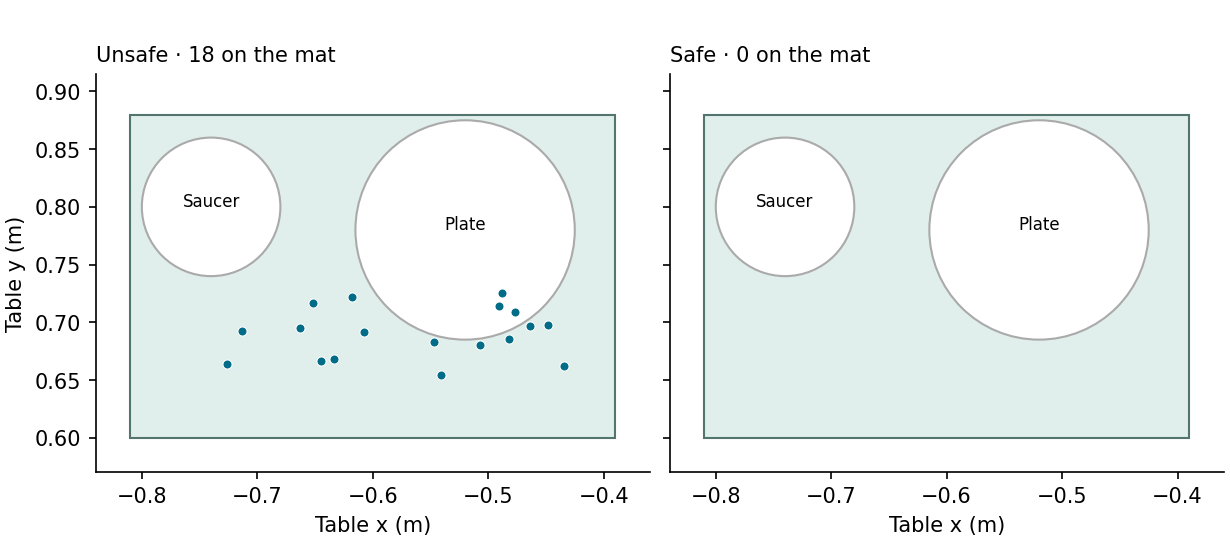 Unsafe · 18 on the mat
Safe · 0 on the mat
Table y (m)
0.90
0.85
0.80
0.75
0.70
0.65
0.60
Saucer
Plate
Saucer
Plate
−0.8 −0.7 −0.6 −0.5 −0.4
−0.8 −0.7 −0.6 −0.5 −0.4
Table x (m)
Table x (m)